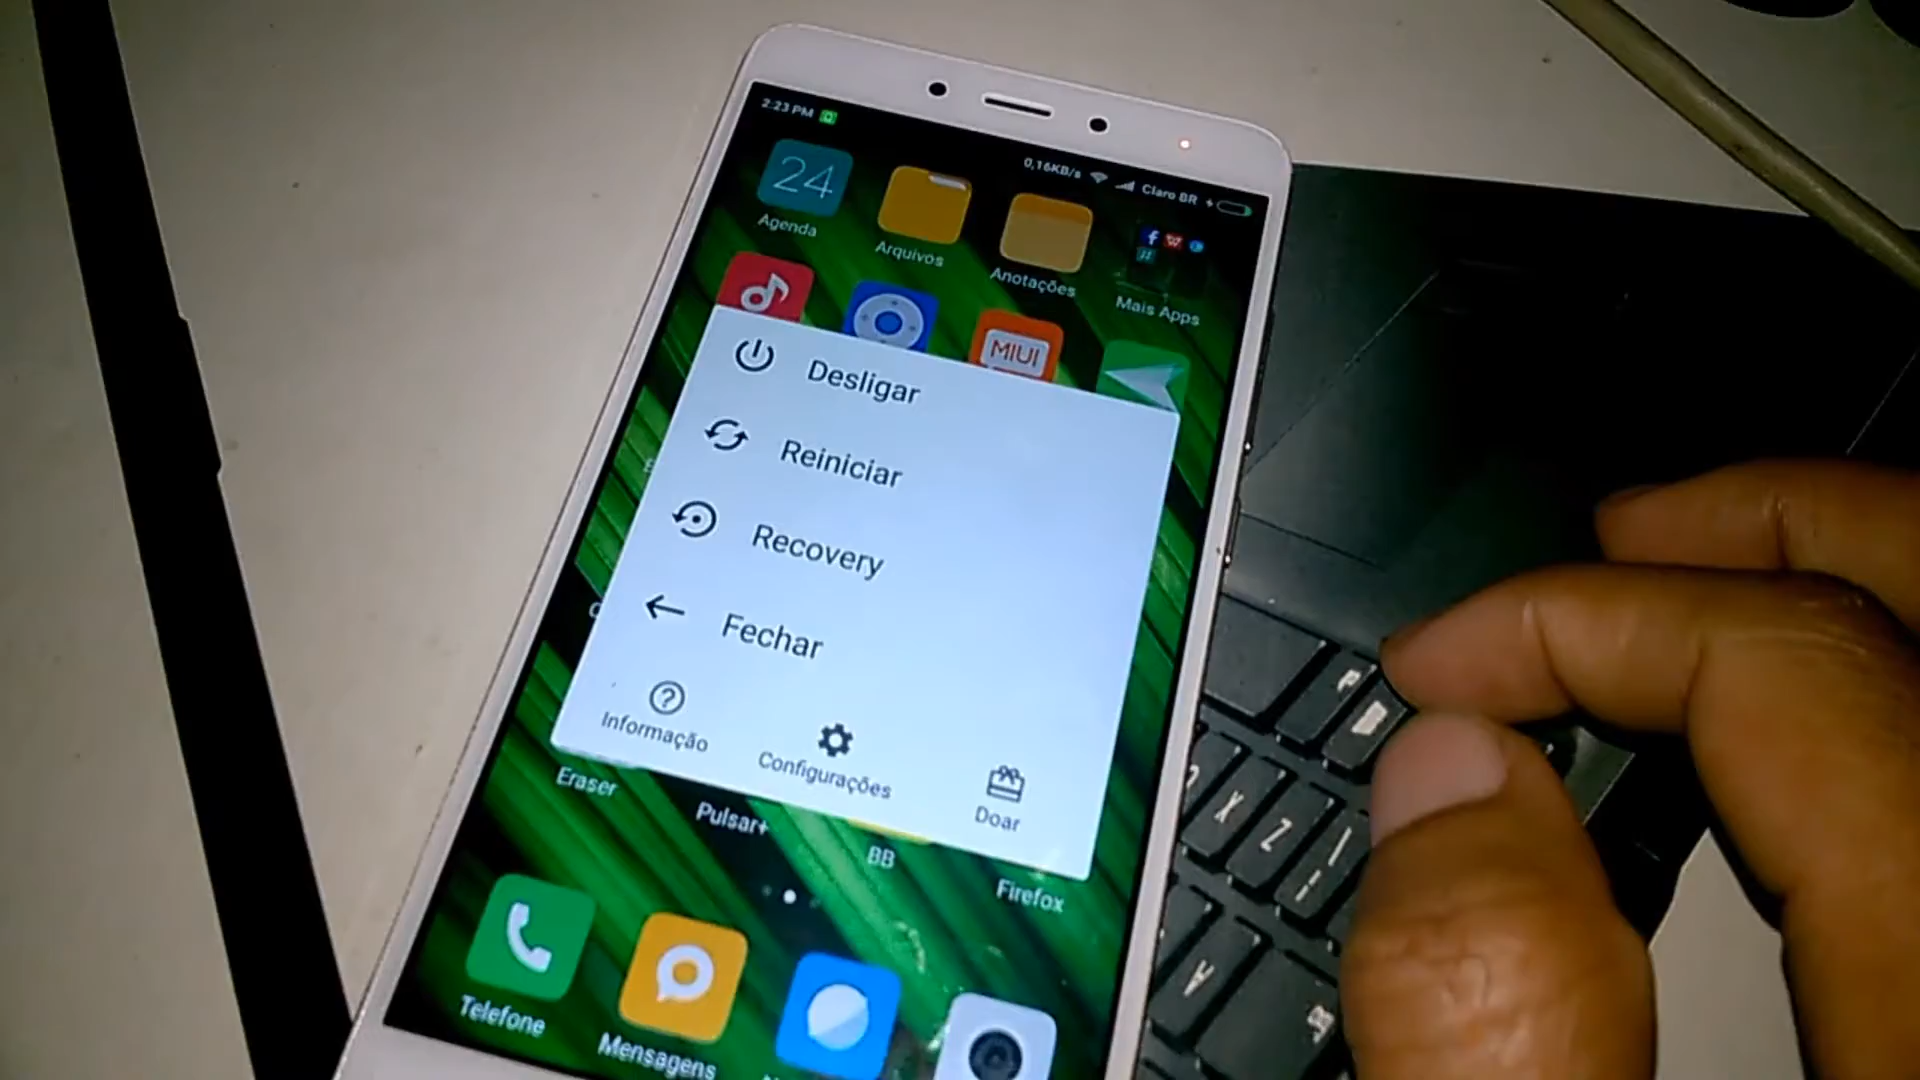 2:23 PM
0,16KB/s
Claro BR
24
Agenda
Arquivos
Anotações
Mais Apps
MIUI
Desligar
Reiniciar
Recovery
Fechar
Informação
Configurações
Doar
Eraser
Pulsar+
BB
Firefox
Telefone
Mensagens
X
Z